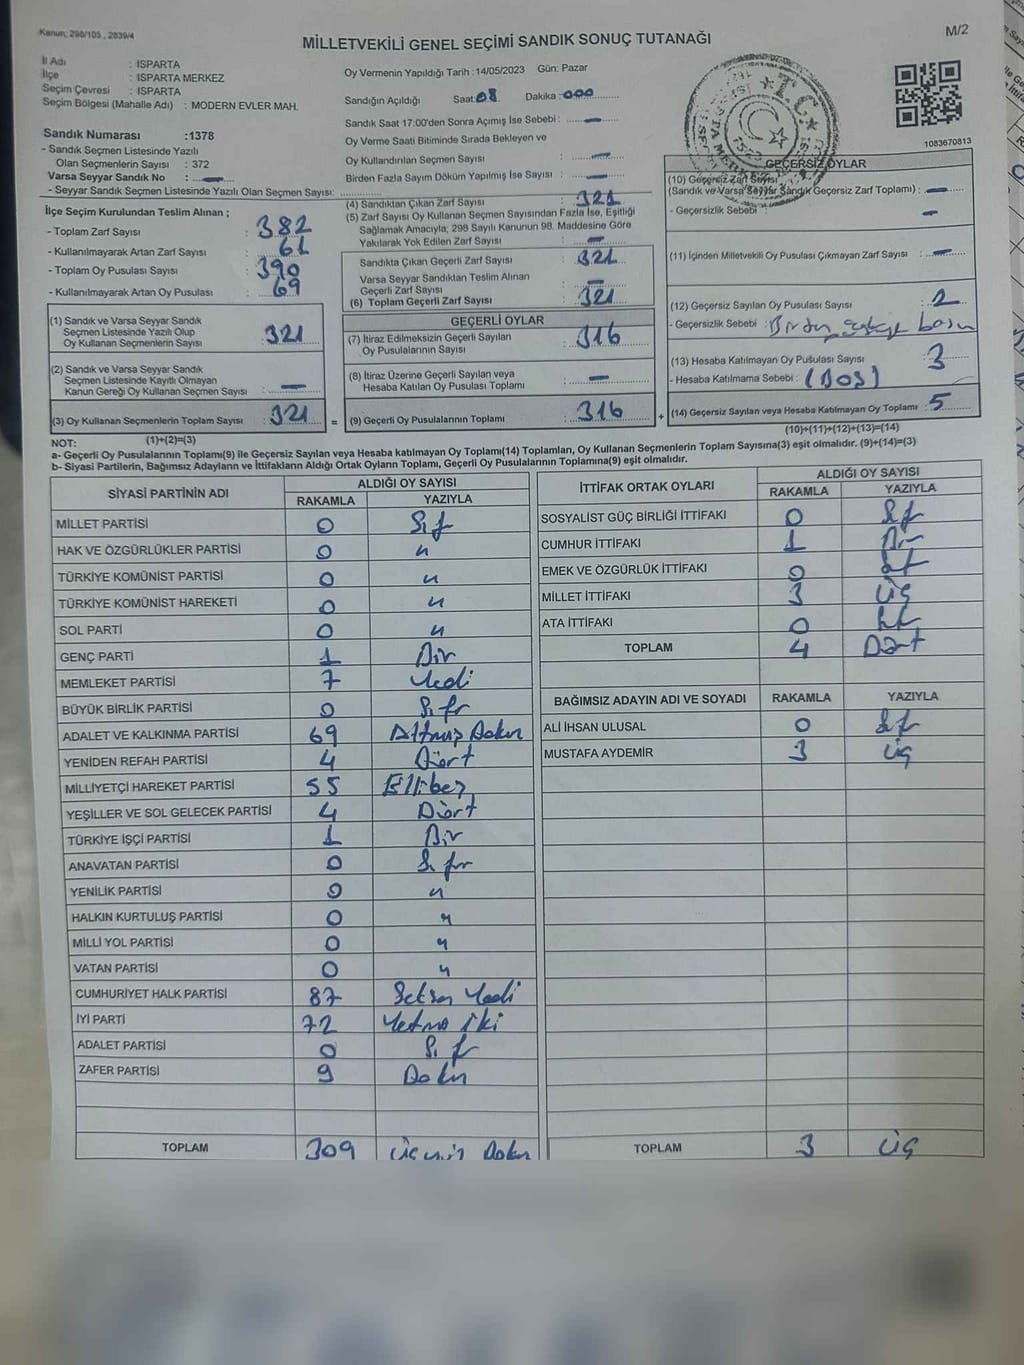 Kanun; 298/105 , 2839/4
M/2
MİLLETVEKİLİ GENEL SEÇİMİ SANDIK SONUÇ TUTANAĞI
İl Adı : ISPARTA
İlçe : ISPARTA MERKEZ
Seçim Çevresi : ISPARTA
Seçim Bölgesi (Mahalle Adı) : MODERN EVLER MAH.
Sandık Numarası :1378
- Sandık Seçmen Listesinde Yazılı
Olan Seçmenlerin Sayısı : 372
Varsa Seyyar Sandık No : —
- Seyyar Sandık Seçmen Listesinde Yazılı Olan Seçmen Sayısı:
Oy Vermenin Yapıldığı Tarih :14/05/2023 Gün: Pazar
Sandığın Açıldığı Saat:08 Dakika:000
Sandık Saat 17:00'den Sonra Açımış İse Sebebi : —
Oy Verme Saati Bitiminde Sırada Bekleyen ve
Oy Kullandırılan Seçmen Sayısı : —
Birden Fazla Sayım Döküm Yapılmış İse Sayısı : —
T.C.
1083670813
İlçe Seçim Kurulundan Teslim Alınan ;
- Toplam Zarf Sayısı : 382
- Kullanılmayarak Artan Zarf Sayısı : 61
- Toplam Oy Pusulası Sayısı : 390
- Kullanılmayarak Artan Oy Pusulası : 69
(1) Sandık ve Varsa Seyyar Sandık
Seçmen Listesinde Yazılı Olup
Oy Kullanan Seçmenlerin Sayısı : 321
(2) Sandık ve Varsa Seyyar Sandık
Seçmen Listesinde Kayıtlı Olmayan
Kanun Gereği Oy Kullanan Seçmen Sayısı : —
(3) Oy Kullanan Seçmenlerin Toplam Sayısı : 321
(1)+(2)=(3)
(4) Sandıktan Çıkan Zarf Sayısı : 321
(5) Zarf Sayısı Oy Kullanan Seçmen Sayısından Fazla İse, Eşitliği
Sağlamak Amacıyla; 298 Sayılı Kanunun 98. Maddesine Göre
Yakılarak Yok Edilen Zarf Sayısı : —
Sandıkta Çıkan Geçerli Zarf Sayısı : 321
Varsa Seyyar Sandıktan Teslim Alınan
Geçerli Zarf Sayısı : —
(6) Toplam Geçerli Zarf Sayısı : 321
GEÇERLİ OYLAR
(7) İtiraz Edilmeksizin Geçerli Sayılan
Oy Pusulalarının Sayısı : 316
(8) İtiraz Üzerine Geçerli Sayılan veya
Hesaba Katılan Oy Pusulası Toplamı : —
= (9) Geçerli Oy Pusulalarının Toplamı : 316
GEÇERSİZ OYLAR
(10) Geçersiz Zarf Sayısı
(Sandık ve Varsa Seyyar Sandık Geçersiz Zarf Toplamı) : —
- Geçersizlik Sebebi : —
(11) İçinden Milletvekili Oy Pusulası Çıkmayan Zarf Sayısı : —
(12) Geçersiz Sayılan Oy Pusulası Sayısı : 2
- Geçersizlik Sebebi :
(13) Hesaba Katılmayan Oy Pusulası Sayısı : 3
- Hesaba Katılmama Sebebi : (BOŞ)
+ (14) Geçersiz Sayılan veya Hesaba Katılmayan Oy Toplamı : 5
(10)+(11)+(12)+(13)=(14)
NOT:
a- Geçerli Oy Pusulalarının Toplamı(9) ile Geçersiz Sayılan veya Hesaba katılmayan Oy Toplamı(14) Toplamları, Oy Kullanan Seçmenlerin Toplam Sayısına(3) eşit olmalıdır. (9)+(14)=(3)
b- Siyasi Partilerin, Bağımsız Adayların ve İttifakların Aldığı Ortak Oyların Toplamı, Geçerli Oy Pusulalarının Toplamına(9) eşit olmalıdır.
SİYASİ PARTİNİN ADI ALDIĞI OY SAYISI
RAKAMLA YAZIYLA
MİLLET PARTİSİ 0 Sıfır
HAK VE ÖZGÜRLÜKLER PARTİSİ 0 "
TÜRKİYE KOMÜNİST PARTİSİ 0 "
TÜRKİYE KOMÜNİST HAREKETİ 0 "
SOL PARTİ 0 "
GENÇ PARTİ 1 Bir
MEMLEKET PARTİSİ 7 Yedi
BÜYÜK BİRLİK PARTİSİ 0 Sıfır
ADALET VE KALKINMA PARTİSİ 69 Altmış Dokuz
YENİDEN REFAH PARTİSİ 4 Dört
MİLLİYETÇİ HAREKET PARTİSİ 55 Ellibeş
YEŞİLLER VE SOL GELECEK PARTİSİ 4 Dört
TÜRKİYE İŞÇİ PARTİSİ 1 Bir
ANAVATAN PARTİSİ 0 Sıfır
YENİLİK PARTİSİ 0 "
HALKIN KURTULUŞ PARTİSİ 0 "
MİLLİ YOL PARTİSİ 0 "
VATAN PARTİSİ 0 "
CUMHURİYET HALK PARTİSİ 87 Seksen Yedi
İYİ PARTİ 72 Yetmiş iki
ADALET PARTİSİ 0 Sıfır
ZAFER PARTİSİ 9 Dokuz
TOPLAM 309 Üçyüz Dokuz
İTTİFAK ORTAK OYLARI ALDIĞI OY SAYISI
RAKAMLA YAZIYLA
SOSYALİST GÜÇ BİRLİĞİ İTTİFAKI 0 Sıfır
CUMHUR İTTİFAKI 1 Bir
EMEK VE ÖZGÜRLÜK İTTİFAKI 0 Sıfır
MİLLET İTTİFAKI 3 Üç
ATA İTTİFAKI 0 Sıfır
TOPLAM 4 Dört
BAĞIMSIZ ADAYIN ADI VE SOYADI RAKAMLA YAZIYLA
ALİ İHSAN ULUSAL 0 Sıfır
MUSTAFA AYDEMİR 3 Üç
TOPLAM 3 Üç